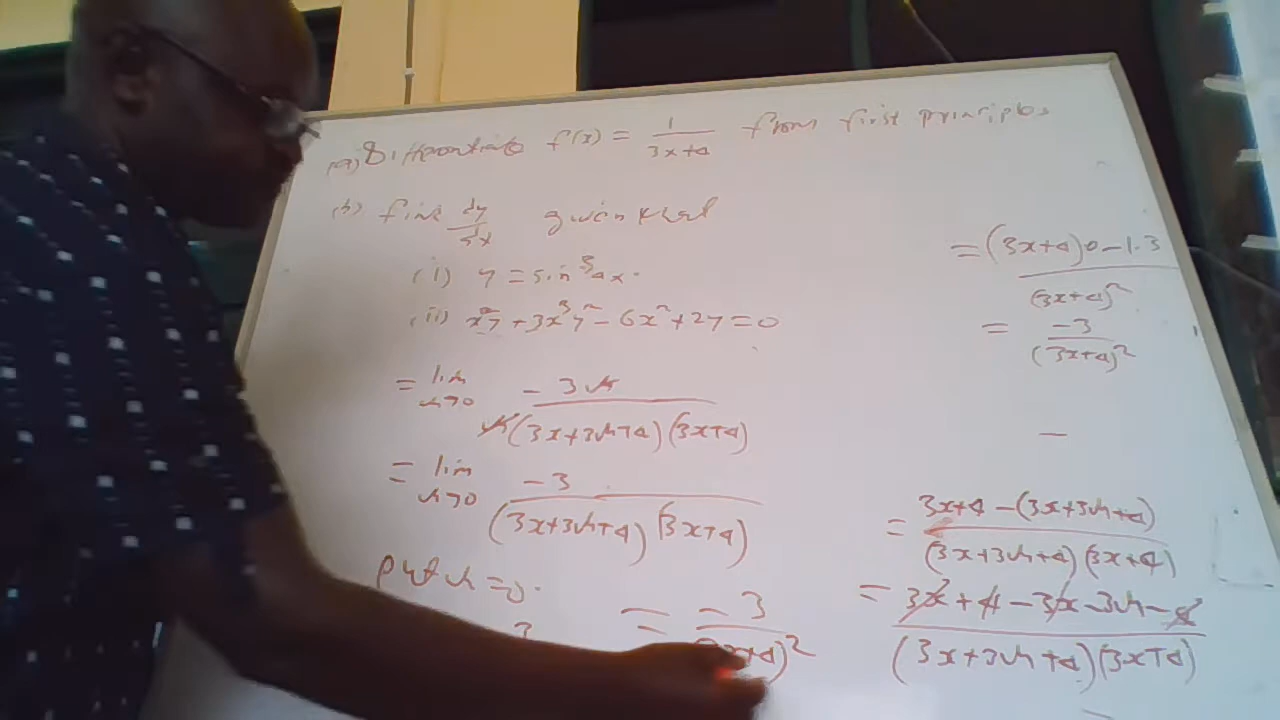 (a) Differentiate f(x) = 1/(3x+4) from first principles
(b) find dy/dx given that
(i) y = sin³4x.
(ii) x²y + 3x³y² - 6x² + 2y = 0
= lim h→0 -3h / h(3x+3h+4)(3x+4)
= lim h→0 -3 / (3x+3h+4)(3x+4)
put h=0.
3
= -3 / (3x+4)²
= (3x+4)0 - 1.3 / (3x+4)²
= -3 / (3x+4)²
= 3x+4 - (3x+3h+4) / (3x+3h+4)(3x+4)
= 3x + 4 - 3x - 3h - 4 / (3x+3h+4)(3x+4)